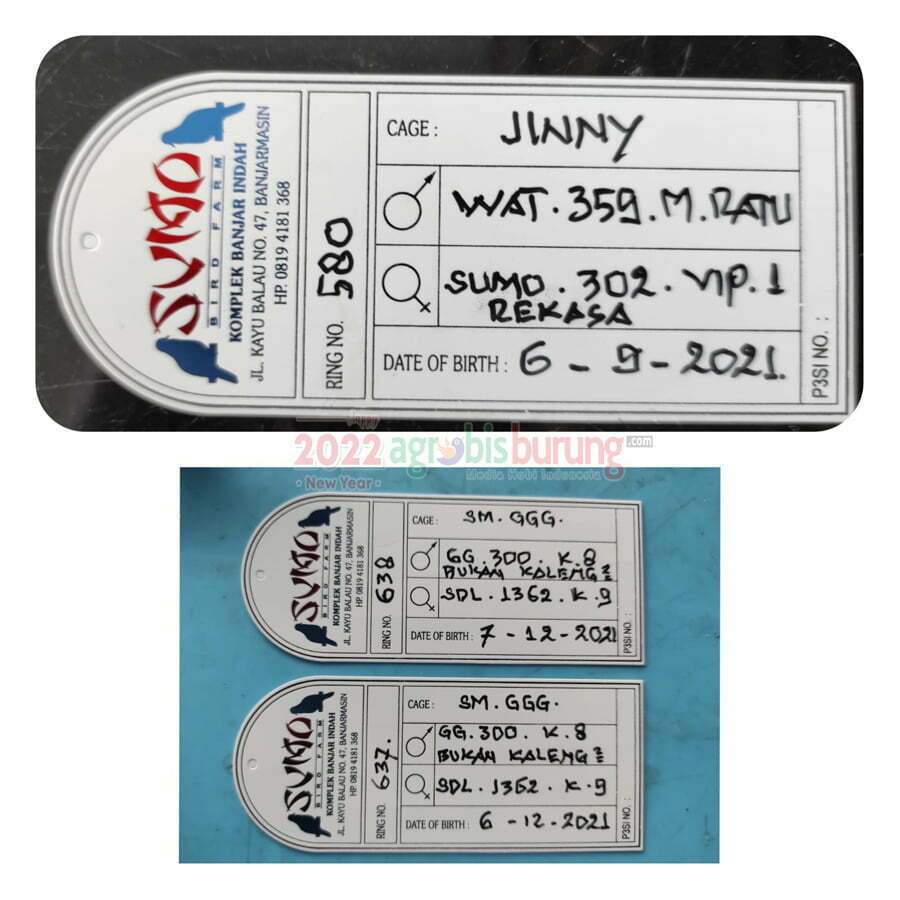 SUMO
BIRD FARM
KOMPLEK BANJAR INDAH
JL. KAYU BALAU NO. 47, BANJARMASIN
HP. 0819 4181 368
RING NO. 580
CAGE : JINNY
♂ WAT. 359. M. RATU
♀ SUMO. 302. VIP. 1
REKASA
DATE OF BIRTH : 6 - 9 - 2021.
P3SI NO. :
Happy
2022
• New Year •
agrobisburung.com
Media Hobi Indonesia
SUMO
BIRD FARM
KOMPLEK BANJAR INDAH
JL. KAYU BALAU NO. 47, BANJARMASIN
HP. 0819 4181 368
RING NO. 638
CAGE : SM. GGG.
♂ GG. 300. K. 8
BUKAN KALENG²
♀ SDL. 1362. K. 9
DATE OF BIRTH : 7 - 12 - 2021
P3SI NO. :
SUMO
BIRD FARM
KOMPLEK BANJAR INDAH
JL. KAYU BALAU NO. 47, BANJARMASIN
HP. 0819 4181 368
RING NO. 637.
CAGE : SM. GGG.
♂ GG. 300. K. 8
BUKAN KALENG²
♀ SDL. 1362. K. 9
DATE OF BIRTH : 6 - 12 - 2021
P3SI NO. :